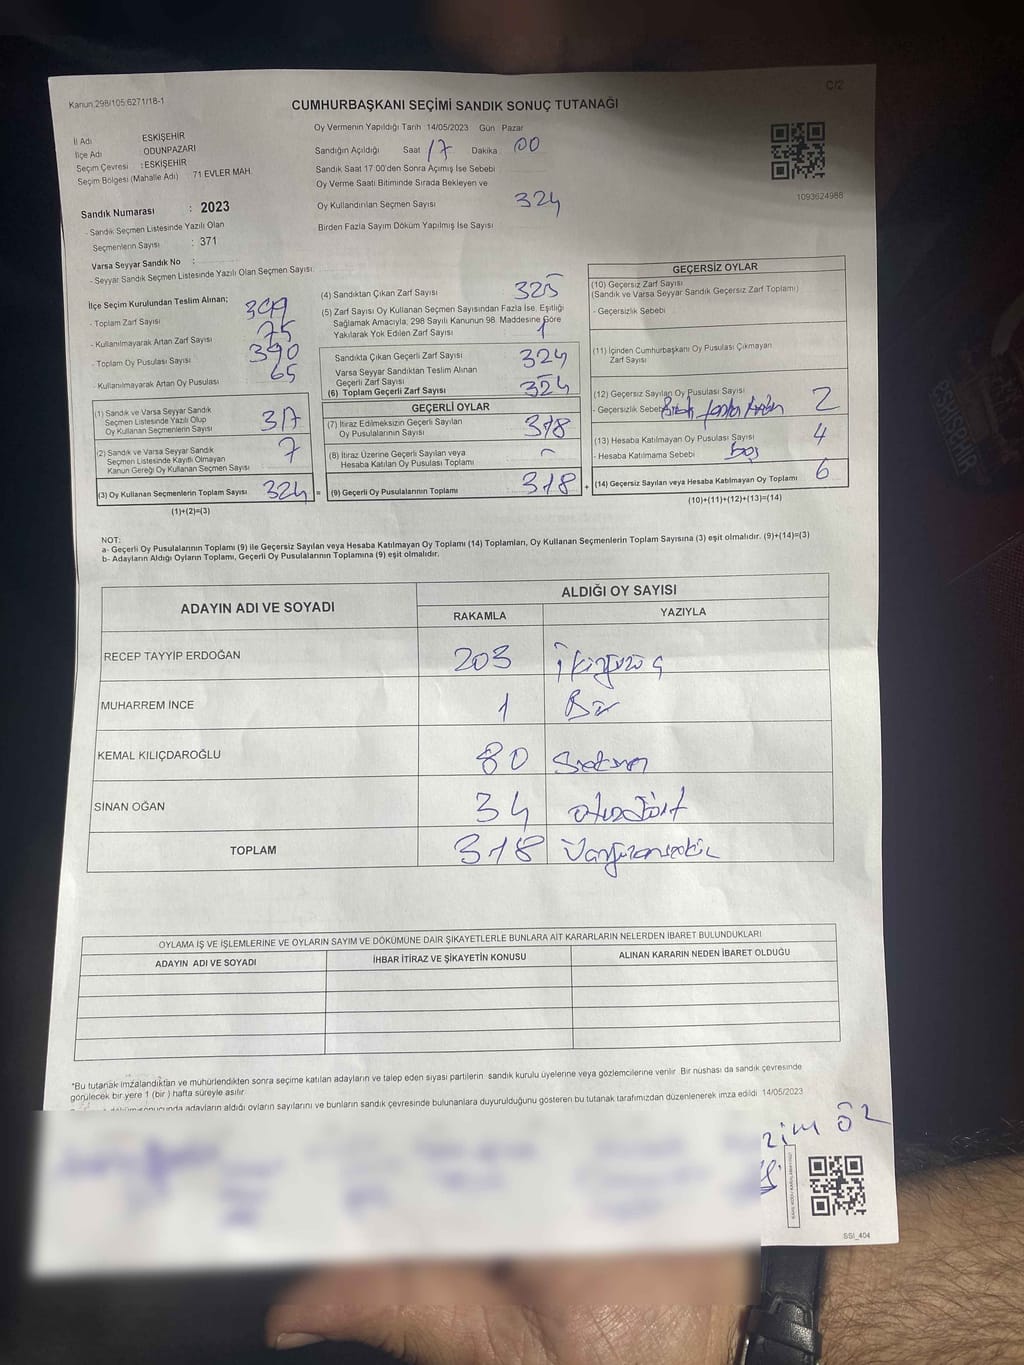 Kanun 298/105:6271/18-1
C/2
CUMHURBAŞKANI SEÇİMİ SANDIK SONUÇ TUTANAĞI
İl Adı ESKİŞEHİR
İlçe Adı ODUNPAZARI
Seçim Çevresi : ESKİŞEHİR
Seçim Bölgesi (Mahalle Adı) 71 EVLER MAH.
Sandık Numarası : 2023
- Sandık Seçmen Listesinde Yazılı Olan
Seçmenlerin Sayısı : 371
Varsa Seyyar Sandık No :
- Seyyar Sandık Seçmen Listesinde Yazılı Olan Seçmen Sayısı:
Oy Vermenin Yapıldığı Tarih 14/05/2023 Gün Pazar
Sandığın Açıldığı Saat 17 Dakika 00
Sandık Saat 17:00'den Sonra Açımış İse Sebebi
Oy Verme Saati Bitiminde Sırada Bekleyen ve
Oy Kullandırılan Seçmen Sayısı 324
Birden Fazla Sayım Döküm Yapılmış İse Sayısı
1093624988
İlçe Seçim Kurulundan Teslim Alınan;
- Toplam Zarf Sayısı
- Kullanılmayarak Artan Zarf Sayısı 75
- Toplam Oy Pusulası Sayısı 390
- Kullanılmayarak Artan Oy Pusulası 65
(1) Sandık ve Varsa Seyyar Sandık
Seçmen Listesinde Yazılı Olup
Oy Kullanan Seçmenlerin Sayısı 317
(2) Sandık ve Varsa Seyyar Sandık
Seçmen Listesinde Kayıtlı Olmayan
Kanun Gereği Oy Kullanan Seçmen Sayısı 7
(3) Oy Kullanan Seçmenlerin Toplam Sayısı 324 =
(1)+(2)=(3)
(4) Sandıktan Çıkan Zarf Sayısı 325
(5) Zarf Sayısı Oy Kullanan Seçmen Sayısından Fazla İse, Eşitliği
Sağlamak Amacıyla, 298 Sayılı Kanunun 98. Maddesine Göre
Yakılarak Yok Edilen Zarf Sayısı 1
Sandıkta Çıkan Geçerli Zarf Sayısı 324
Varsa Seyyar Sandıktan Teslim Alınan
Geçerli Zarf Sayısı
(6) Toplam Geçerli Zarf Sayısı 324
GEÇERLİ OYLAR
(7) İtiraz Edilmeksizin Geçerli Sayılan
Oy Pusulalarının Sayısı 318
(8) İtiraz Üzerine Geçerli Sayılan veya
Hesaba Katılan Oy Pusulası Toplamı -
(9) Geçerli Oy Pusulalarının Toplamı 318 +
GEÇERSİZ OYLAR
(10) Geçersiz Zarf Sayısı
(Sandık ve Varsa Seyyar Sandık Geçersiz Zarf Toplamı)
- Geçersizlik Sebebi
(11) İçinden Cumhurbaşkanı Oy Pusulası Çıkmayan
Zarf Sayısı
(12) Geçersiz Sayılan Oy Pusulası Sayısı 2
- Geçersizlik Sebebi
(13) Hesaba Katılmayan Oy Pusulası Sayısı 4
- Hesaba Katılmama Sebebi boş
(14) Geçersiz Sayılan veya Hesaba Katılmayan Oy Toplamı 6
(10)+(11)+(12)+(13)=(14)
NOT:
a- Geçerli Oy Pusulalarının Toplamı (9) ile Geçersiz Sayılan veya Hesaba Katılmayan Oy Toplamı (14) Toplamları, Oy Kullanan Seçmenlerin Toplam Sayısına (3) eşit olmalıdır. (9)+(14)=(3)
b- Adayların Aldığı Oyların Toplamı, Geçerli Oy Pusulalarının Toplamına (9) eşit olmalıdır.
ADAYIN ADI VE SOYADI ALDIĞI OY SAYISI
RAKAMLA YAZIYLA
RECEP TAYYİP ERDOĞAN 203 İkiyüzüç
MUHARREM İNCE 1 Bir
KEMAL KILIÇDAROĞLU 80 Seksen
SİNAN OĞAN 34 otuzdört
TOPLAM 318 Üçyüzonsekiz
OYLAMA İŞ VE İŞLEMLERİNE VE OYLARIN SAYIM VE DÖKÜMÜNE DAİR ŞİKAYETLERLE BUNLARA AİT KARARLARIN NELERDEN İBARET BULUNDUKLARI
ADAYIN ADI VE SOYADI İHBAR İTİRAZ VE ŞİKAYETİN KONUSU ALINAN KARARIN NEDEN İBARET OLDUĞU
*Bu tutanak imzalandıktan ve mühürlendikten sonra seçime katılan adayların ve talep eden siyasi partilerin sandık kurulu üyelerine veya gözlemcilerine verilir. Bir nüshası da sandık çevresinde
görülecek bir yere 1 (bir) hafta süreyle asılır.
adayların aldığı oyların sayılarını ve bunların sandık çevresinde bulunanlara duyurulduğunu gösteren bu tutanak tarafımızdan düzenlenerek imza edildi. 14/05/2023
zim öz
SSI_404
ESKİŞEHİR